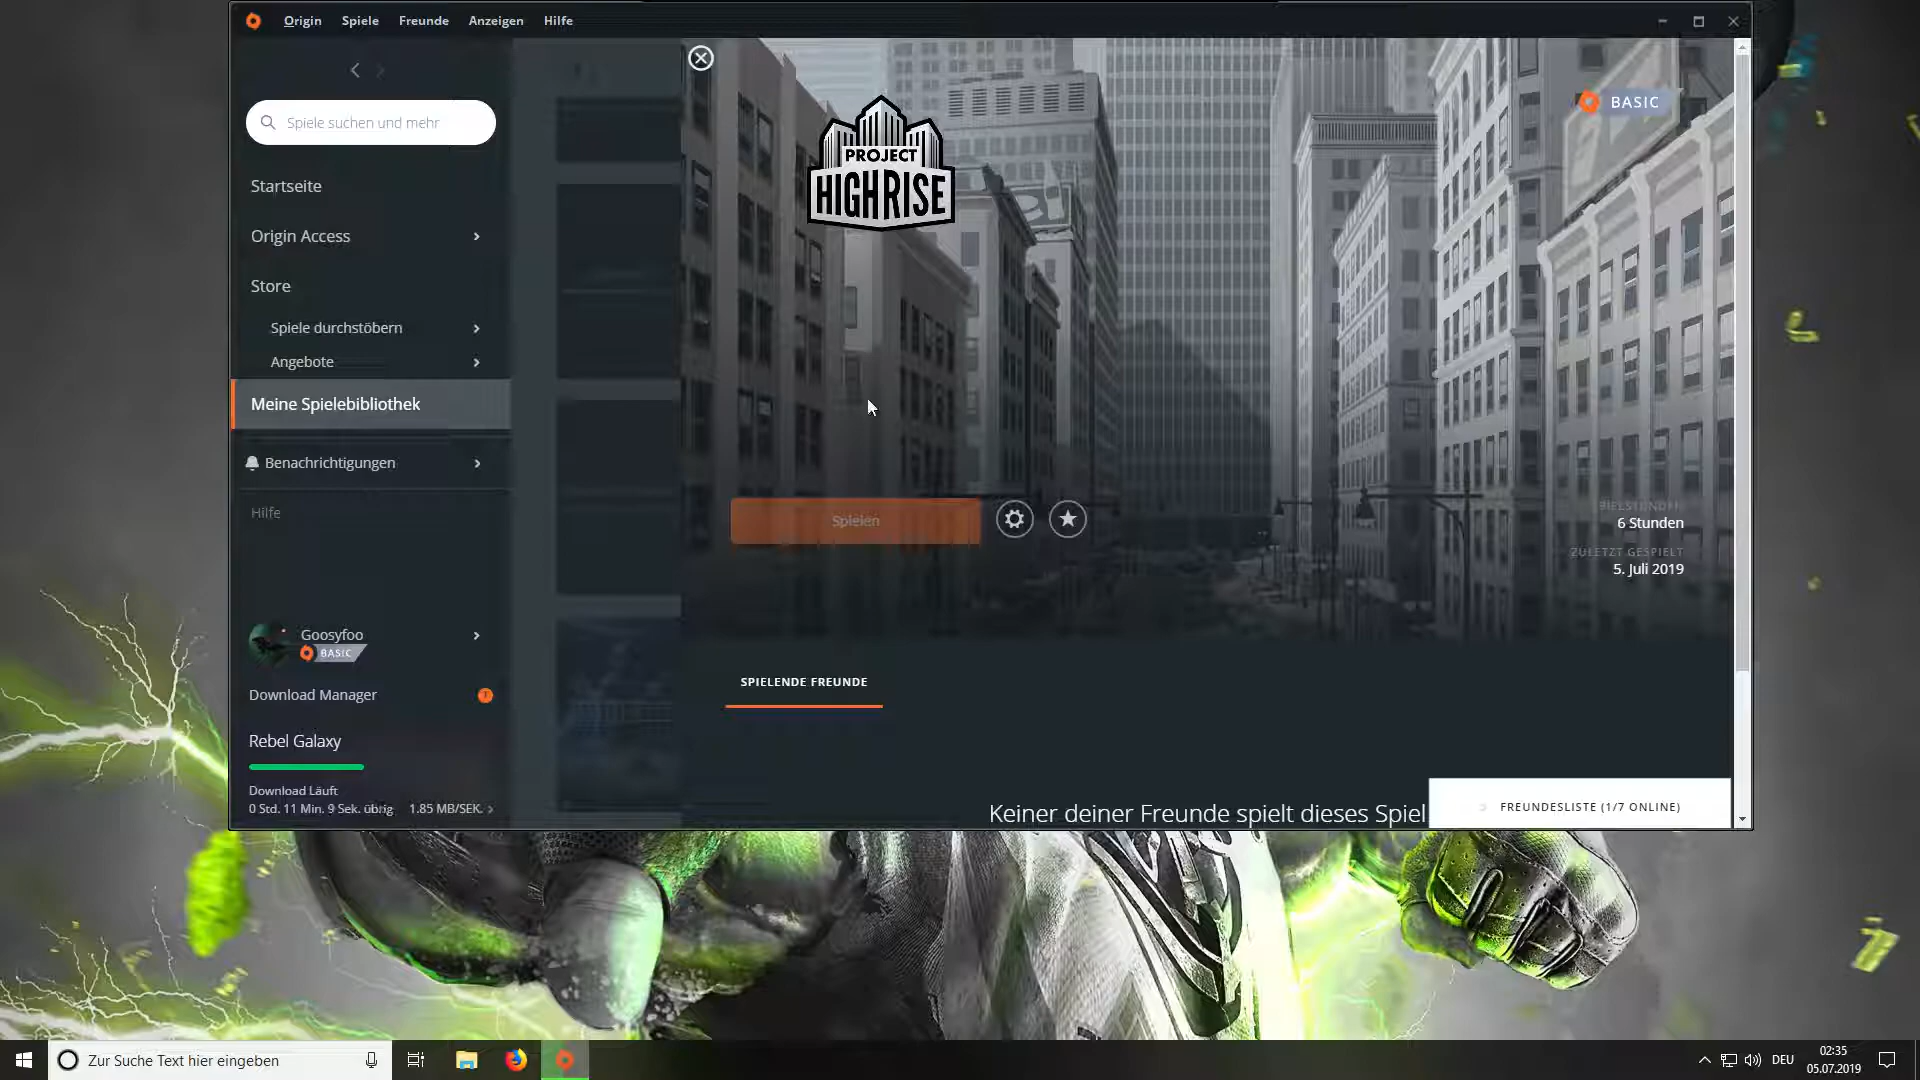 Origin Spiele Freunde Anzeigen Hilfe
Spiele suchen und mehr
Startseite
Origin Access
Store
Spiele durchstöbern
Angebote
Meine Spielebibliothek
Benachrichtigungen
Hilfe
Goosyfoo
BASIC
Download Manager
Rebel Galaxy
Download Läuft
0 Std. 11 Min. 9 Sek. übrig 1.85 MB/SEK.
PROJECT
HIGHRISE
BASIC
Spielen
6 Stunden
ZULETZT GESPIELT
5. Juli 2019
SPIELENDE FREUNDE
Keiner deiner Freunde spielt dieses Spiel
FREUNDESLISTE (1/7 ONLINE)
Zur Suche Text hier eingeben
DEU
02:35
05.07.2019